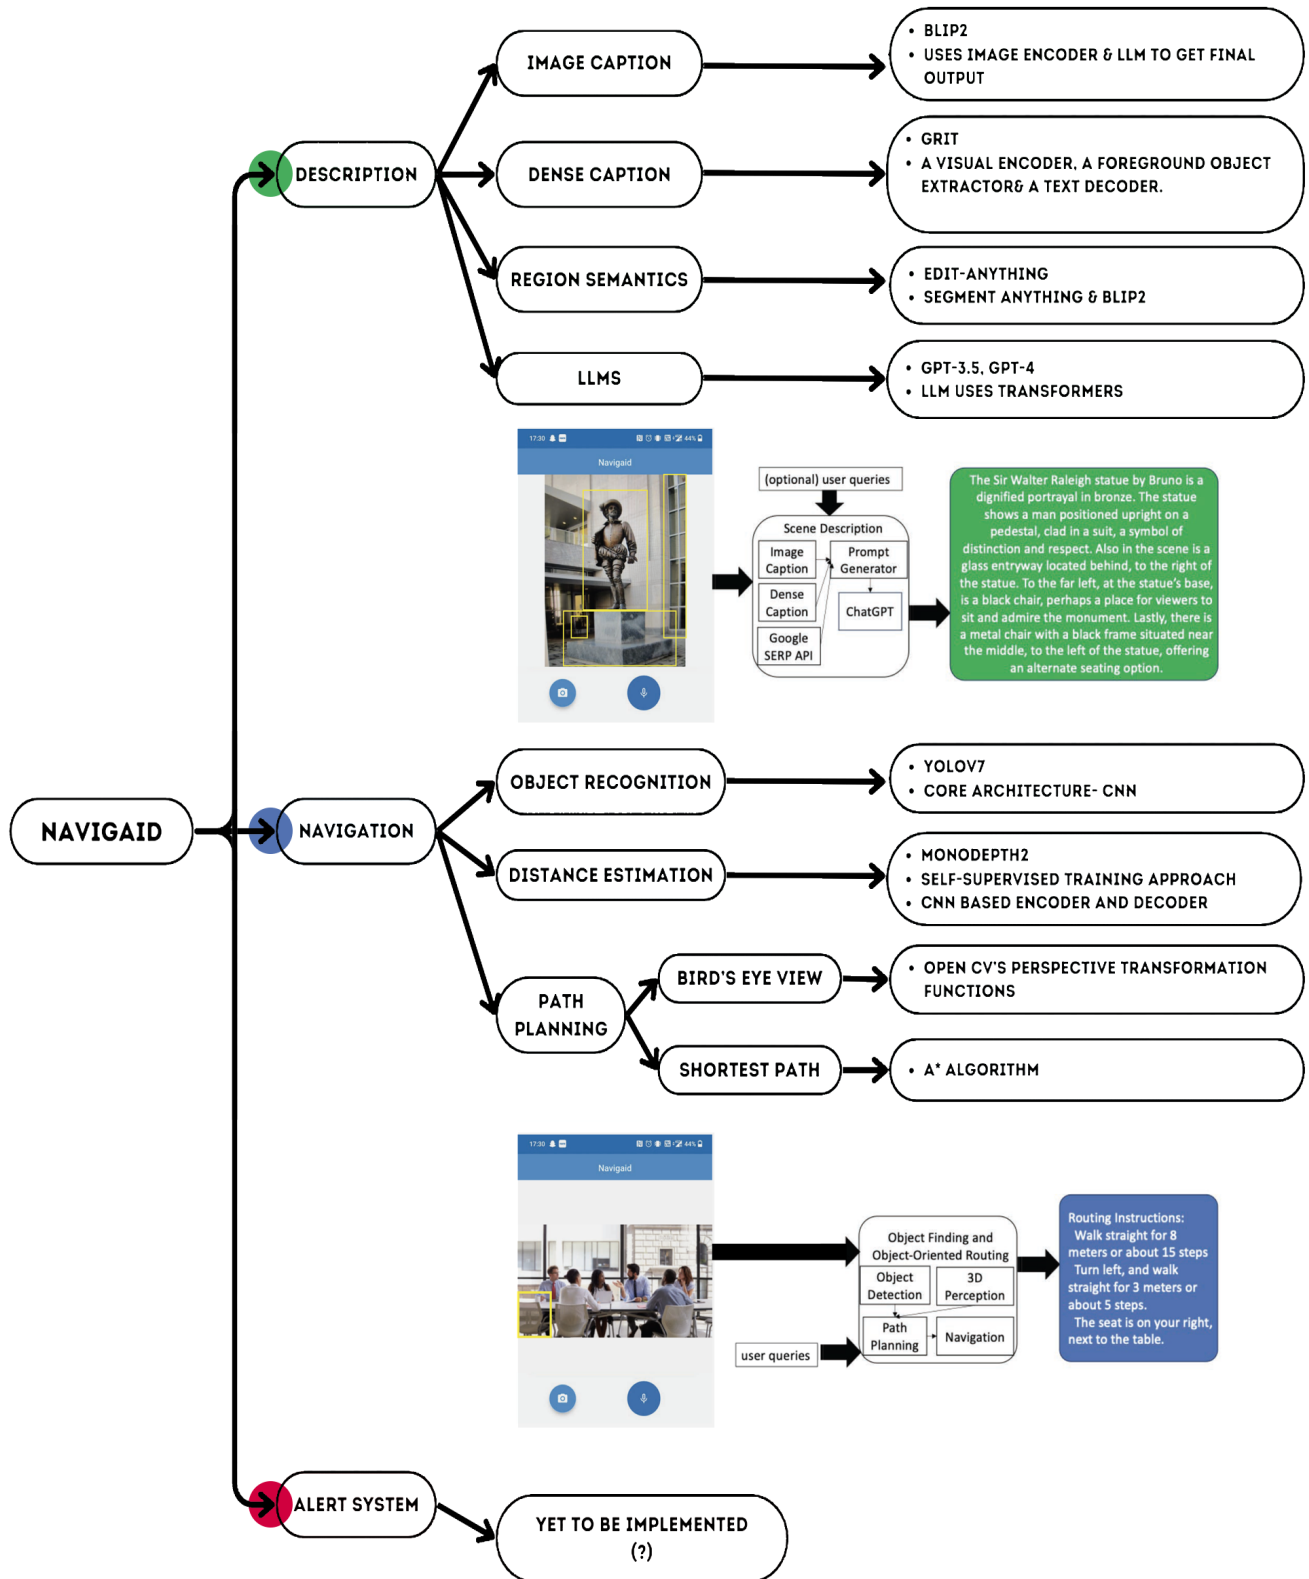 IMAGE CAPTION
• BLIP2
• USES IMAGE ENCODER & LLM TO GET FINAL
OUTPUT
DESCRIPTION
DENSE CAPTION
• GRIT
• A VISUAL ENCODER, A FOREGROUND OBJECT
EXTRACTOR& A TEXT DECODER.
REGION SEMANTICS
• EDIT-ANYTHING
• SEGMENT ANYTHING & BLIP2
LLMS
• GPT-3.5, GPT-4
• LLM USES TRANSFORMERS
17:30
44%
Navigaid
(optional) user queries
Scene Description
Image
Caption
Prompt
Generator
Dense
Caption
ChatGPT
Google
SERP API
The Sir Walter Raleigh statue by Bruno is a
dignified portrayal in bronze. The statue
shows a man positioned upright on a
pedestal, clad in a suit, a symbol of
distinction and respect. Also in the scene is a
glass entryway located behind, to the right of
the statue. To the far left, at the statue's base,
is a black chair, perhaps a place for viewers to
sit and admire the monument. Lastly, there is
a metal chair with a black frame situated near
the middle, to the left of the statue, offering
an alternate seating option.
NAVIGAID
NAVIGATION
OBJECT RECOGNITION
• YOLOV7
• CORE ARCHITECTURE- CNN
DISTANCE ESTIMATION
• MONODEPTH2
• SELF-SUPERVISED TRAINING APPROACH
• CNN BASED ENCODER AND DECODER
PATH
PLANNING
BIRD'S EYE VIEW
• OPEN CV'S PERSPECTIVE TRANSFORMATION
FUNCTIONS
SHORTEST PATH
• A* ALGORITHM
17:30
44%
Navigaid
Object Finding and
Object-Oriented Routing
Object
Detection
3D
Perception
Path
Planning
Navigation
user queries
Routing Instructions:
Walk straight for 8
meters or about 15 steps
Turn left, and walk
straight for 3 meters or
about 5 steps.
The seat is on your right,
next to the table.
ALERT SYSTEM
YET TO BE IMPLEMENTED
(?)